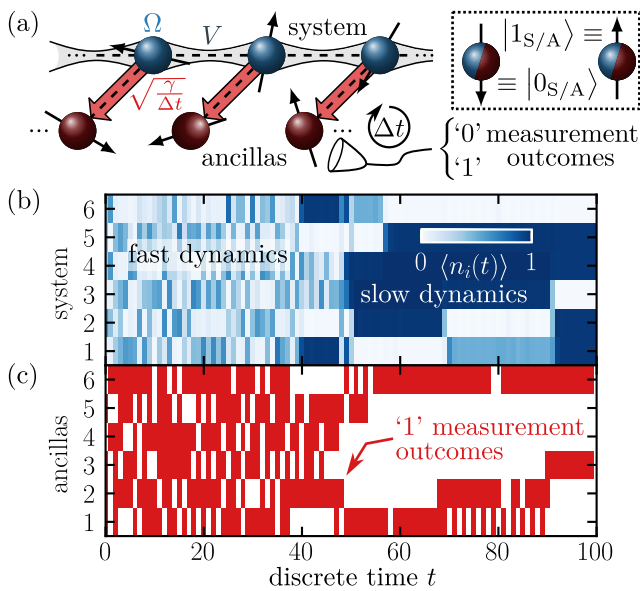 (a)
Ω
V
system
√γ/Δt
...
...
ancillas
Δt
|1S/A⟩ ≡
≡ |0S/A⟩
'0' measurement
'1' outcomes
(b)
system
6
5
4
3
2
1
fast dynamics
0 ⟨ni(t)⟩ 1
slow dynamics
(c)
ancillas
6
5
4
3
2
1
'1' measurement
outcomes
0 20 40 60 80 100
discrete time t